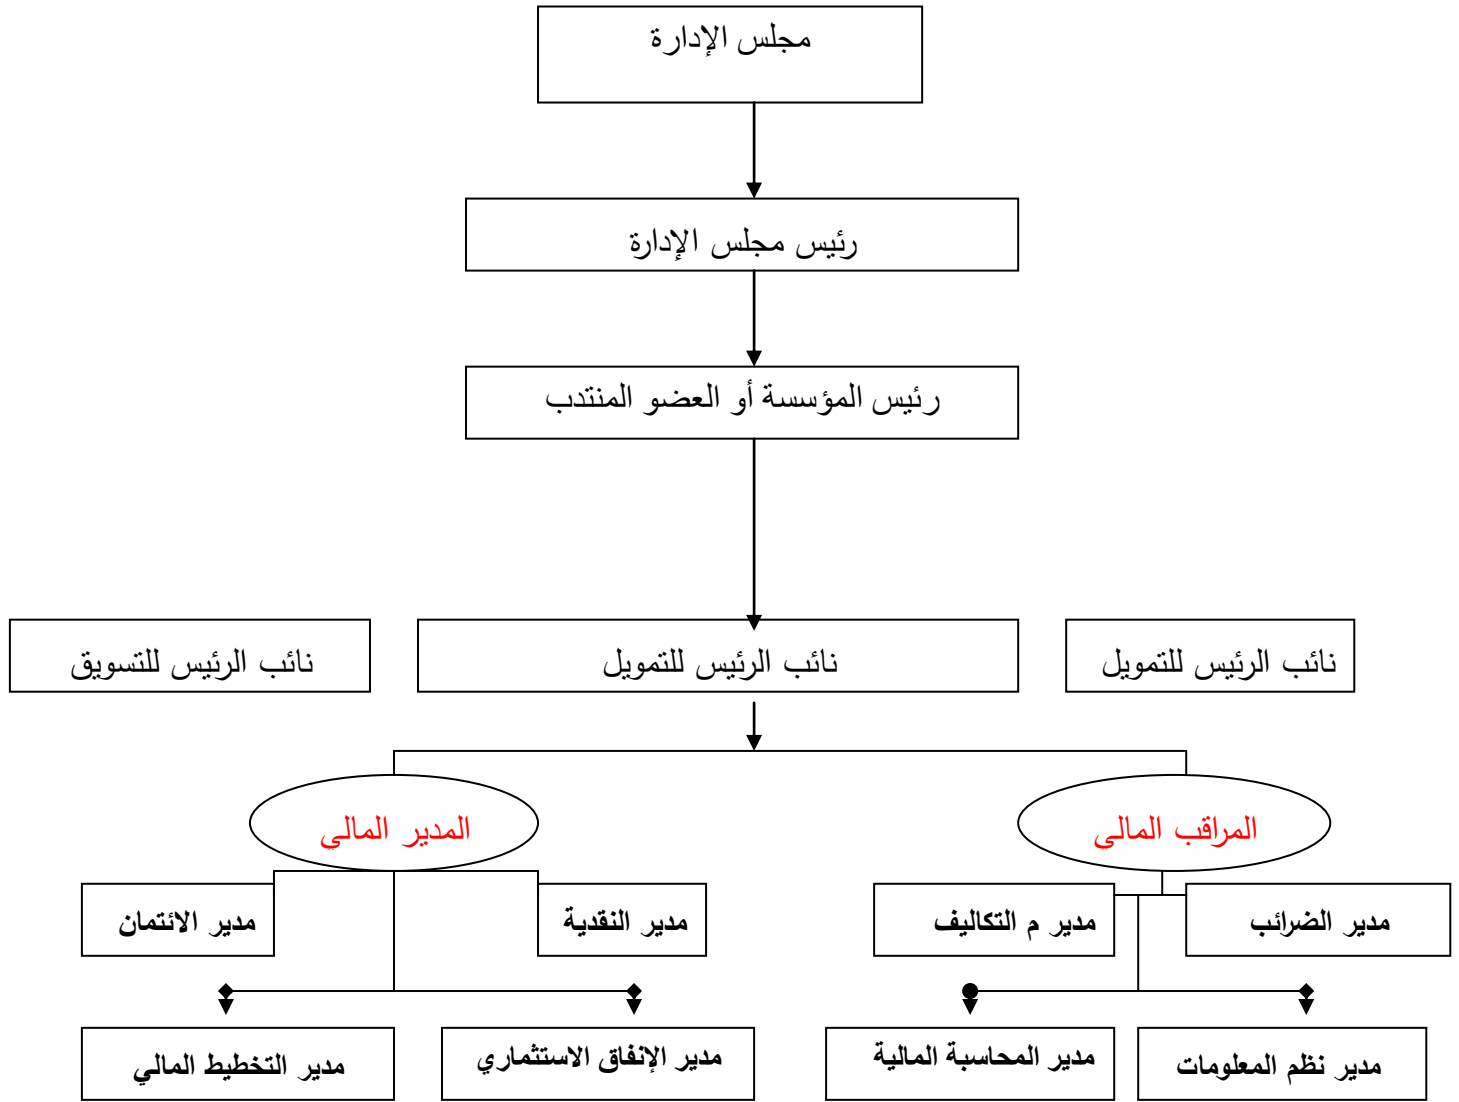 مجلس الإدارة
رئيس مجلس الإدارة
رئيس المؤسسة أو العضو المنتدب
نائب الرئيس للتمويل
نائب الرئيس للتمويل
نائب الرئيس للتسويق
المراقب المالى
المدير المالى
مدير الضرائب
مدير م التكاليف
مدير النقدية
مدير الائتمان
مدير نظم المعلومات
مدير المحاسبة المالية
مدير الإنفاق الاستثماري
مدير التخطيط المالي